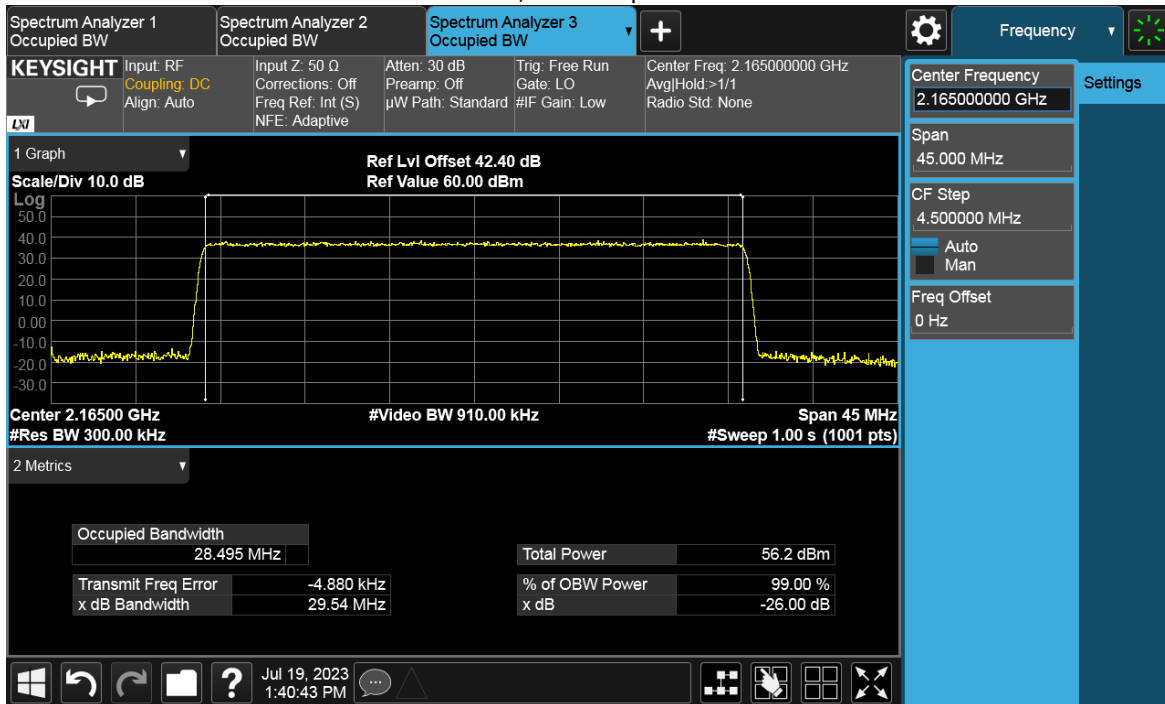 Spectrum Analyzer 1
Occupied BW
Spectrum Analyzer 2
Occupied BW
Spectrum Analyzer 3
Occupied BW
Frequency
KEYSIGHT
LXI
Input: RF
Coupling: DC
Align: Auto
Input Z: 50 Ω
Corrections: Off
Freq Ref: Int (S)
NFE: Adaptive
Atten: 30 dB
Preamp: Off
µW Path: Standard
Trig: Free Run
Gate: LO
#IF Gain: Low
Center Freq: 2.165000000 GHz
Avg|Hold:>1/1
Radio Std: None
Center Frequency
2.165000000 GHz
Settings
Span
45.000 MHz
CF Step
4.500000 MHz
Auto
Man
Freq Offset
0 Hz
1 Graph
Scale/Div 10.0 dB
Ref Lvl Offset 42.40 dB
Ref Value 60.00 dBm
Log
50.0
40.0
30.0
20.0
10.0
0.00
-10.0
-20.0
-30.0
Center 2.16500 GHz
#Video BW 910.00 kHz
Span 45 MHz
#Res BW 300.00 kHz
#Sweep 1.00 s (1001 pts)
2 Metrics
Occupied Bandwidth
28.495 MHz
Total Power 56.2 dBm
Transmit Freq Error -4.880 kHz
% of OBW Power 99.00 %
x dB Bandwidth 29.54 MHz
x dB -26.00 dB
?
Jul 19, 2023
1:40:43 PM